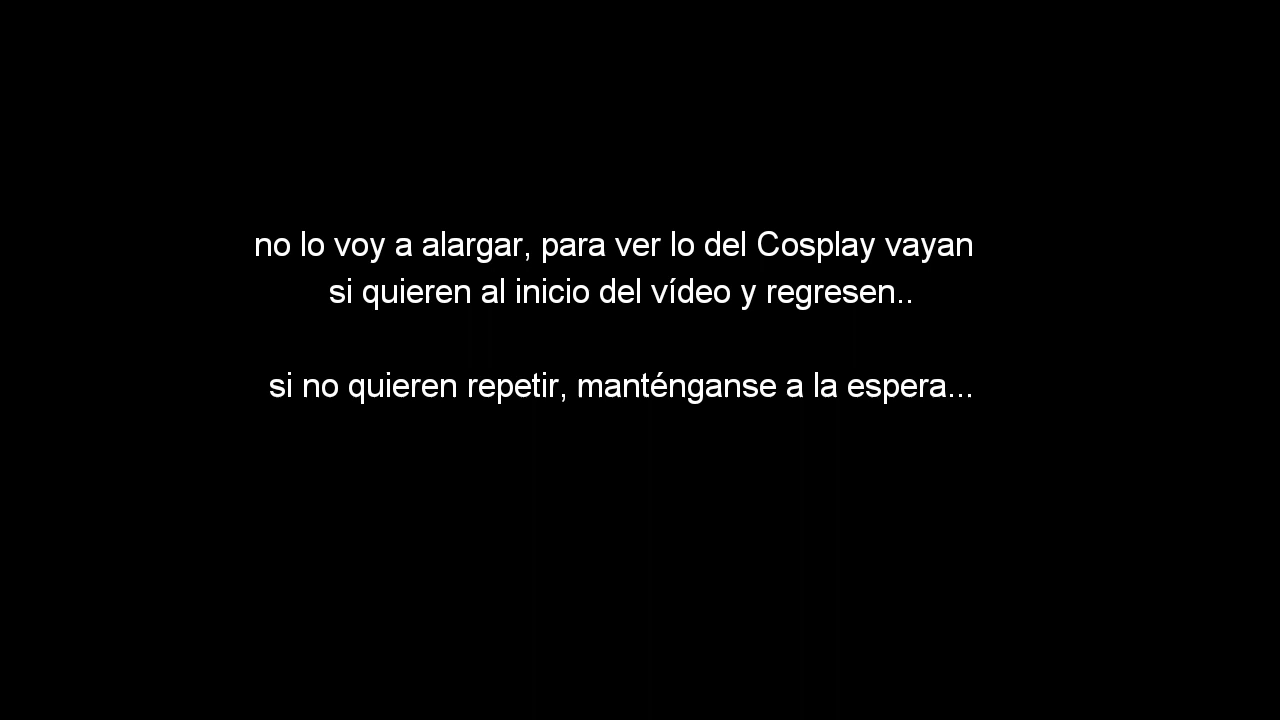 no lo voy a alargar, para ver lo del Cosplay vayan
si quieren al inicio del vídeo y regresen..
si no quieren repetir, manténganse a la espera...